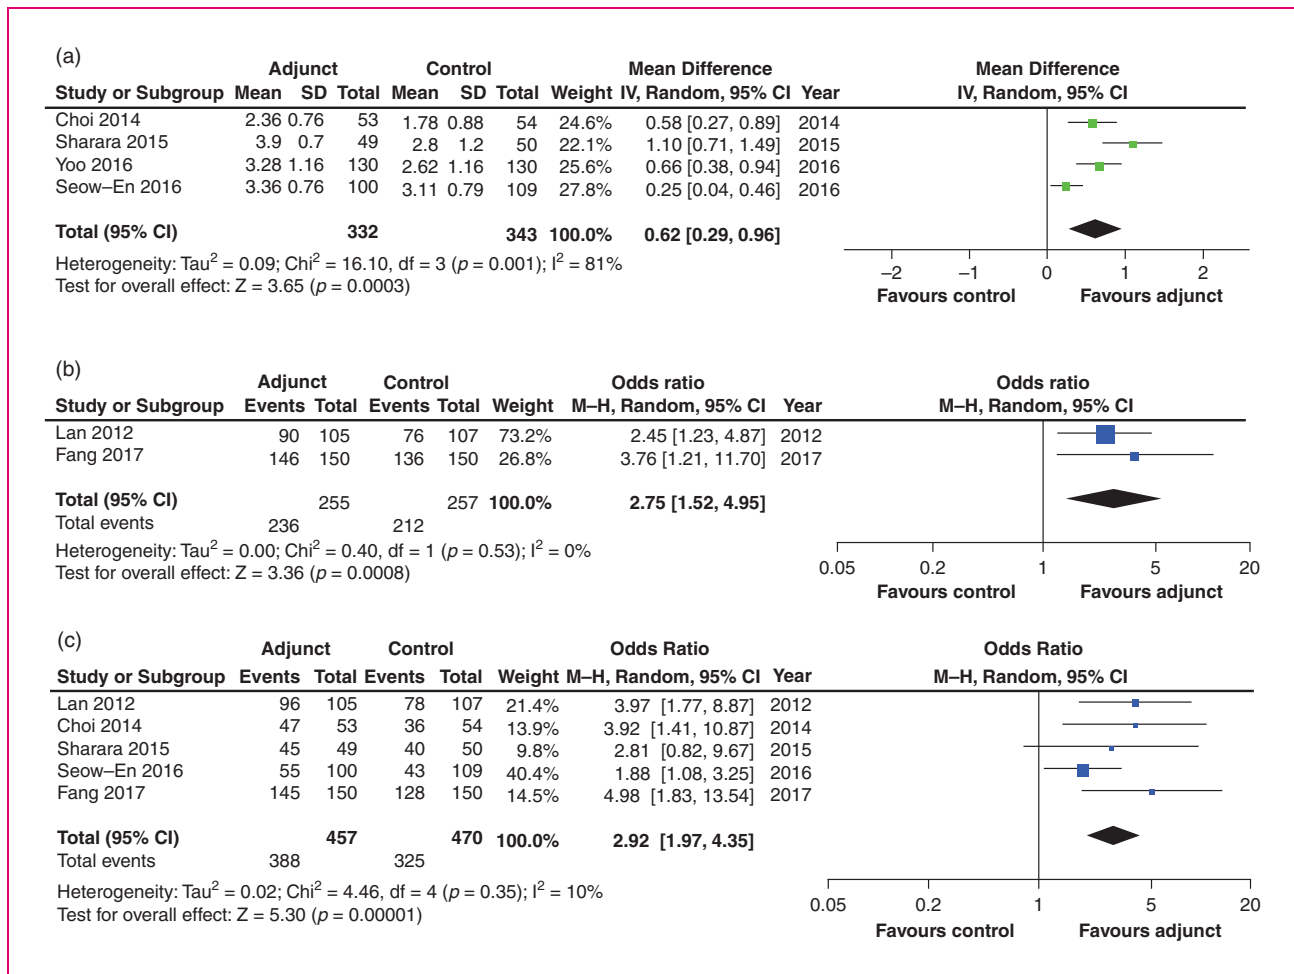 (a)
Adjunct Control Mean Difference Mean Difference
Study or Subgroup Mean SD Total Mean SD Total Weight IV, Random, 95% CI Year IV, Random, 95% CI
Choi 2014 2.36 0.76 53 1.78 0.88 54 24.6% 0.58 [0.27, 0.89] 2014
Sharara 2015 3.9 0.7 49 2.8 1.2 50 22.1% 1.10 [0.71, 1.49] 2015
Yoo 2016 3.28 1.16 130 2.62 1.16 130 25.6% 0.66 [0.38, 0.94] 2016
Seow–En 2016 3.36 0.76 100 3.11 0.79 109 27.8% 0.25 [0.04, 0.46] 2016
Total (95% CI) 332 343 100.0% 0.62 [0.29, 0.96]
Heterogeneity: Tau² = 0.09; Chi² = 16.10, df = 3 (p = 0.001); I² = 81%
Test for overall effect: Z = 3.65 (p = 0.0003)
–2 –1 0 1 2
Favours control Favours adjunct
(b)
Adjunct Control Odds ratio Odds ratio
Study or Subgroup Events Total Events Total Weight M–H, Random, 95% CI Year M–H, Random, 95% CI
Lan 2012 90 105 76 107 73.2% 2.45 [1.23, 4.87] 2012
Fang 2017 146 150 136 150 26.8% 3.76 [1.21, 11.70] 2017
Total (95% CI) 255 257 100.0% 2.75 [1.52, 4.95]
Total events 236 212
Heterogeneity: Tau² = 0.00; Chi² = 0.40, df = 1 (p = 0.53); I² = 0%
Test for overall effect: Z = 3.36 (p = 0.0008)
0.05 0.2 1 5 20
Favours control Favours adjunct
(c)
Adjunct Control Odds Ratio Odds Ratio
Study or Subgroup Events Total Events Total Weight M–H, Random, 95% CI Year M–H, Random, 95% CI
Lan 2012 96 105 78 107 21.4% 3.97 [1.77, 8.87] 2012
Choi 2014 47 53 36 54 13.9% 3.92 [1.41, 10.87] 2014
Sharara 2015 45 49 40 50 9.8% 2.81 [0.82, 9.67] 2015
Seow–En 2016 55 100 43 109 40.4% 1.88 [1.08, 3.25] 2016
Fang 2017 145 150 128 150 14.5% 4.98 [1.83, 13.54] 2017
Total (95% CI) 457 470 100.0% 2.92 [1.97, 4.35]
Total events 388 325
Heterogeneity: Tau² = 0.02; Chi² = 4.46, df = 4 (p = 0.35); I² = 10%
Test for overall effect: Z = 5.30 (p = 0.00001)
0.05 0.2 1 5 20
Favours control Favours adjunct